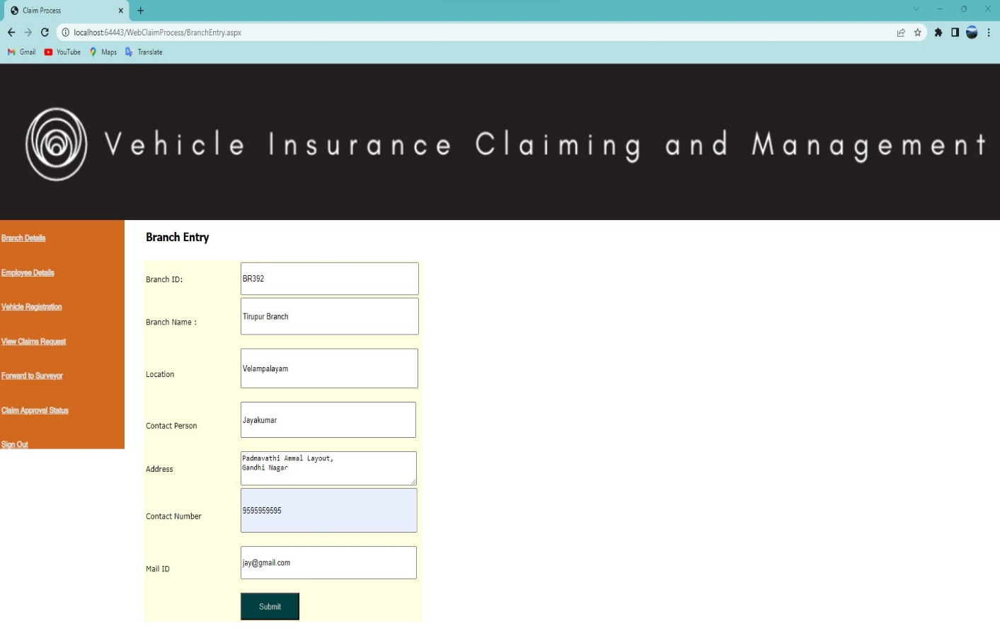 Claim Process
localhost:64443/WebClaimProcess/BranchEntry.aspx
Gmail YouTube Maps Translate
Vehicle Insurance Claiming and Management
Branch Details
Employee Details
Vehicle Registration
View Claims Request
Forward to Surveyor
Claim Approval Status
Sign Out
Branch Entry
Branch ID: BR392
Branch Name : Tirupur Branch
Location Velampalayam
Contact Person Jayakumar
Address Padmavathi Ammal Layout,
Gandhi Nagar
Contact Number 9595959595
Mail ID jay@gmail.com
Submit